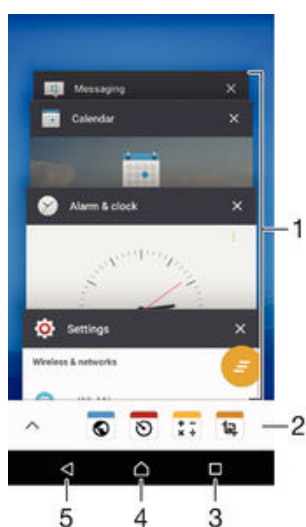 Messaging
Calendar
Alarm & clock
Settings
Wireless & networks
1
2
5
4
3